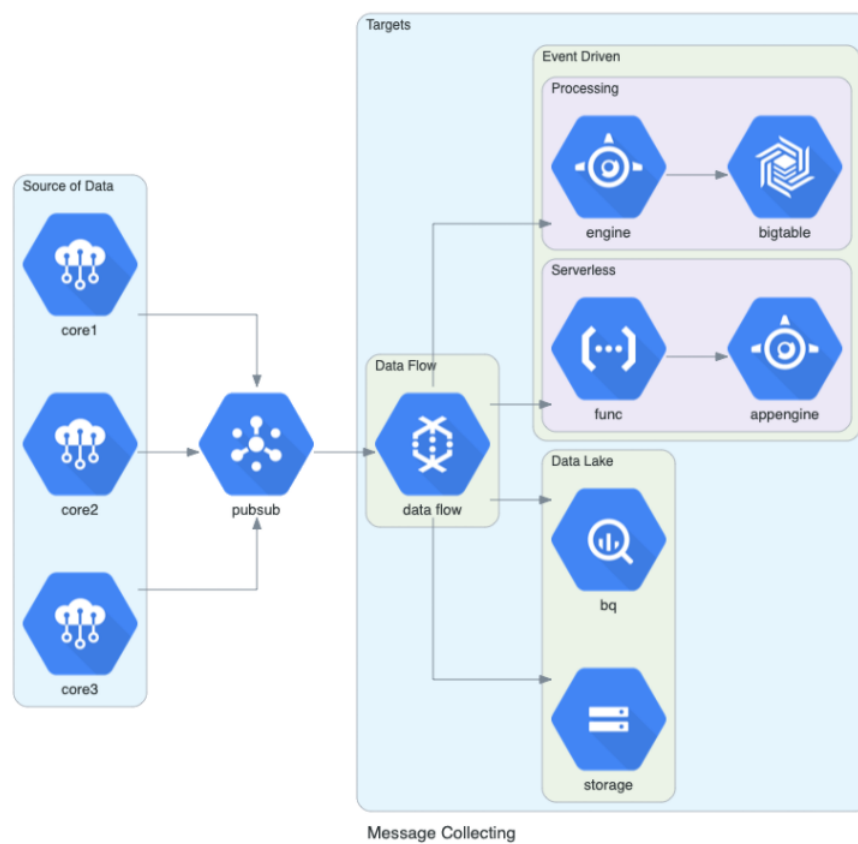 Targets
Event Driven
Processing
engine
bigtable
Source of Data
core1
Serverless
func
appengine
Data Flow
core2
pubsub
data flow
Data Lake
bq
core3
storage
Message Collecting